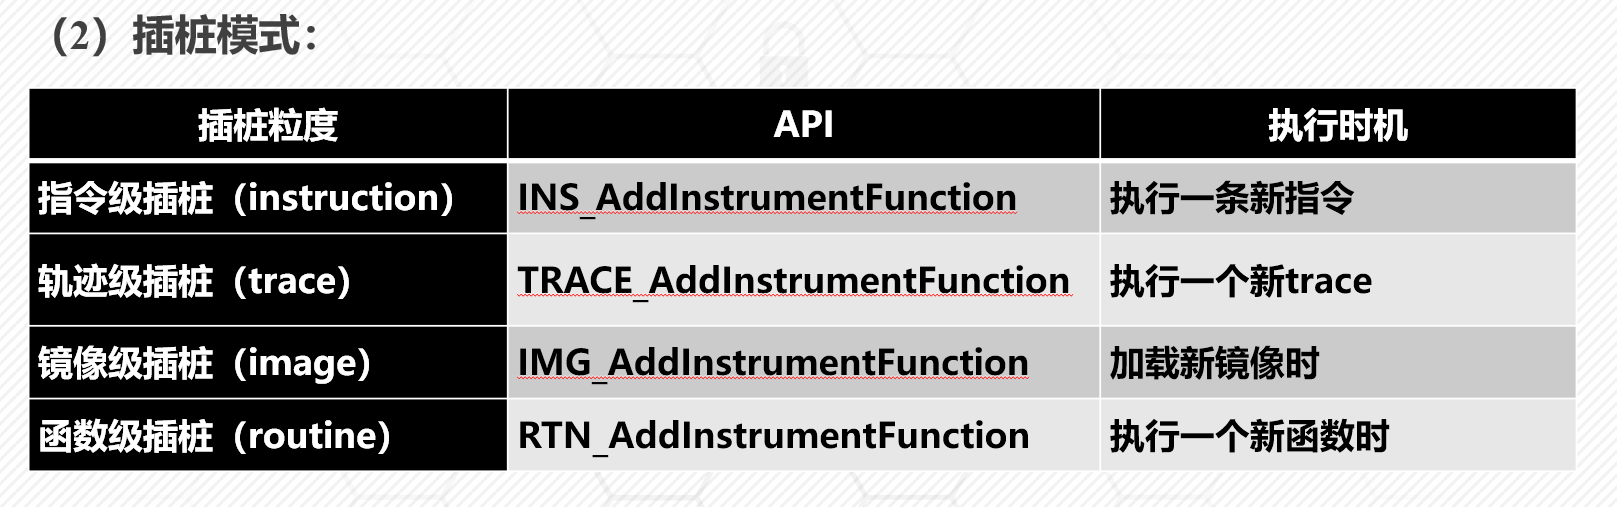 （2）插桩模式：
插桩粒度 API 执行时机
指令级插桩（instruction） INS_AddInstrumentFunction 执行一条新指令
轨迹级插桩（trace） TRACE_AddInstrumentFunction 执行一个新trace
镜像级插桩（image） IMG_AddInstrumentFunction 加载新镜像时
函数级插桩（routine） RTN_AddInstrumentFunction 执行一个新函数时